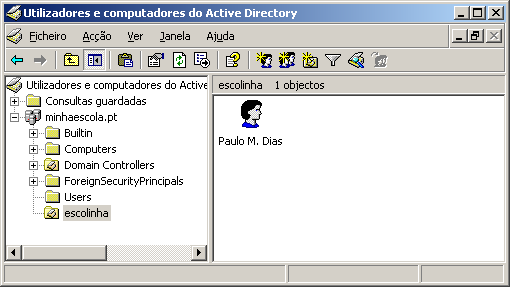 Utilizadores e computadores do Active Directory
Ficheiro Acção Ver Janela Ajuda
Utilizadores e computadores do Active
Consultas guardadas
minhaescola.pt
Builtin
Computers
Domain Controllers
ForeignSecurityPrincipals
Users
escolinha
escolinha 1 objectos
Paulo M. Dias